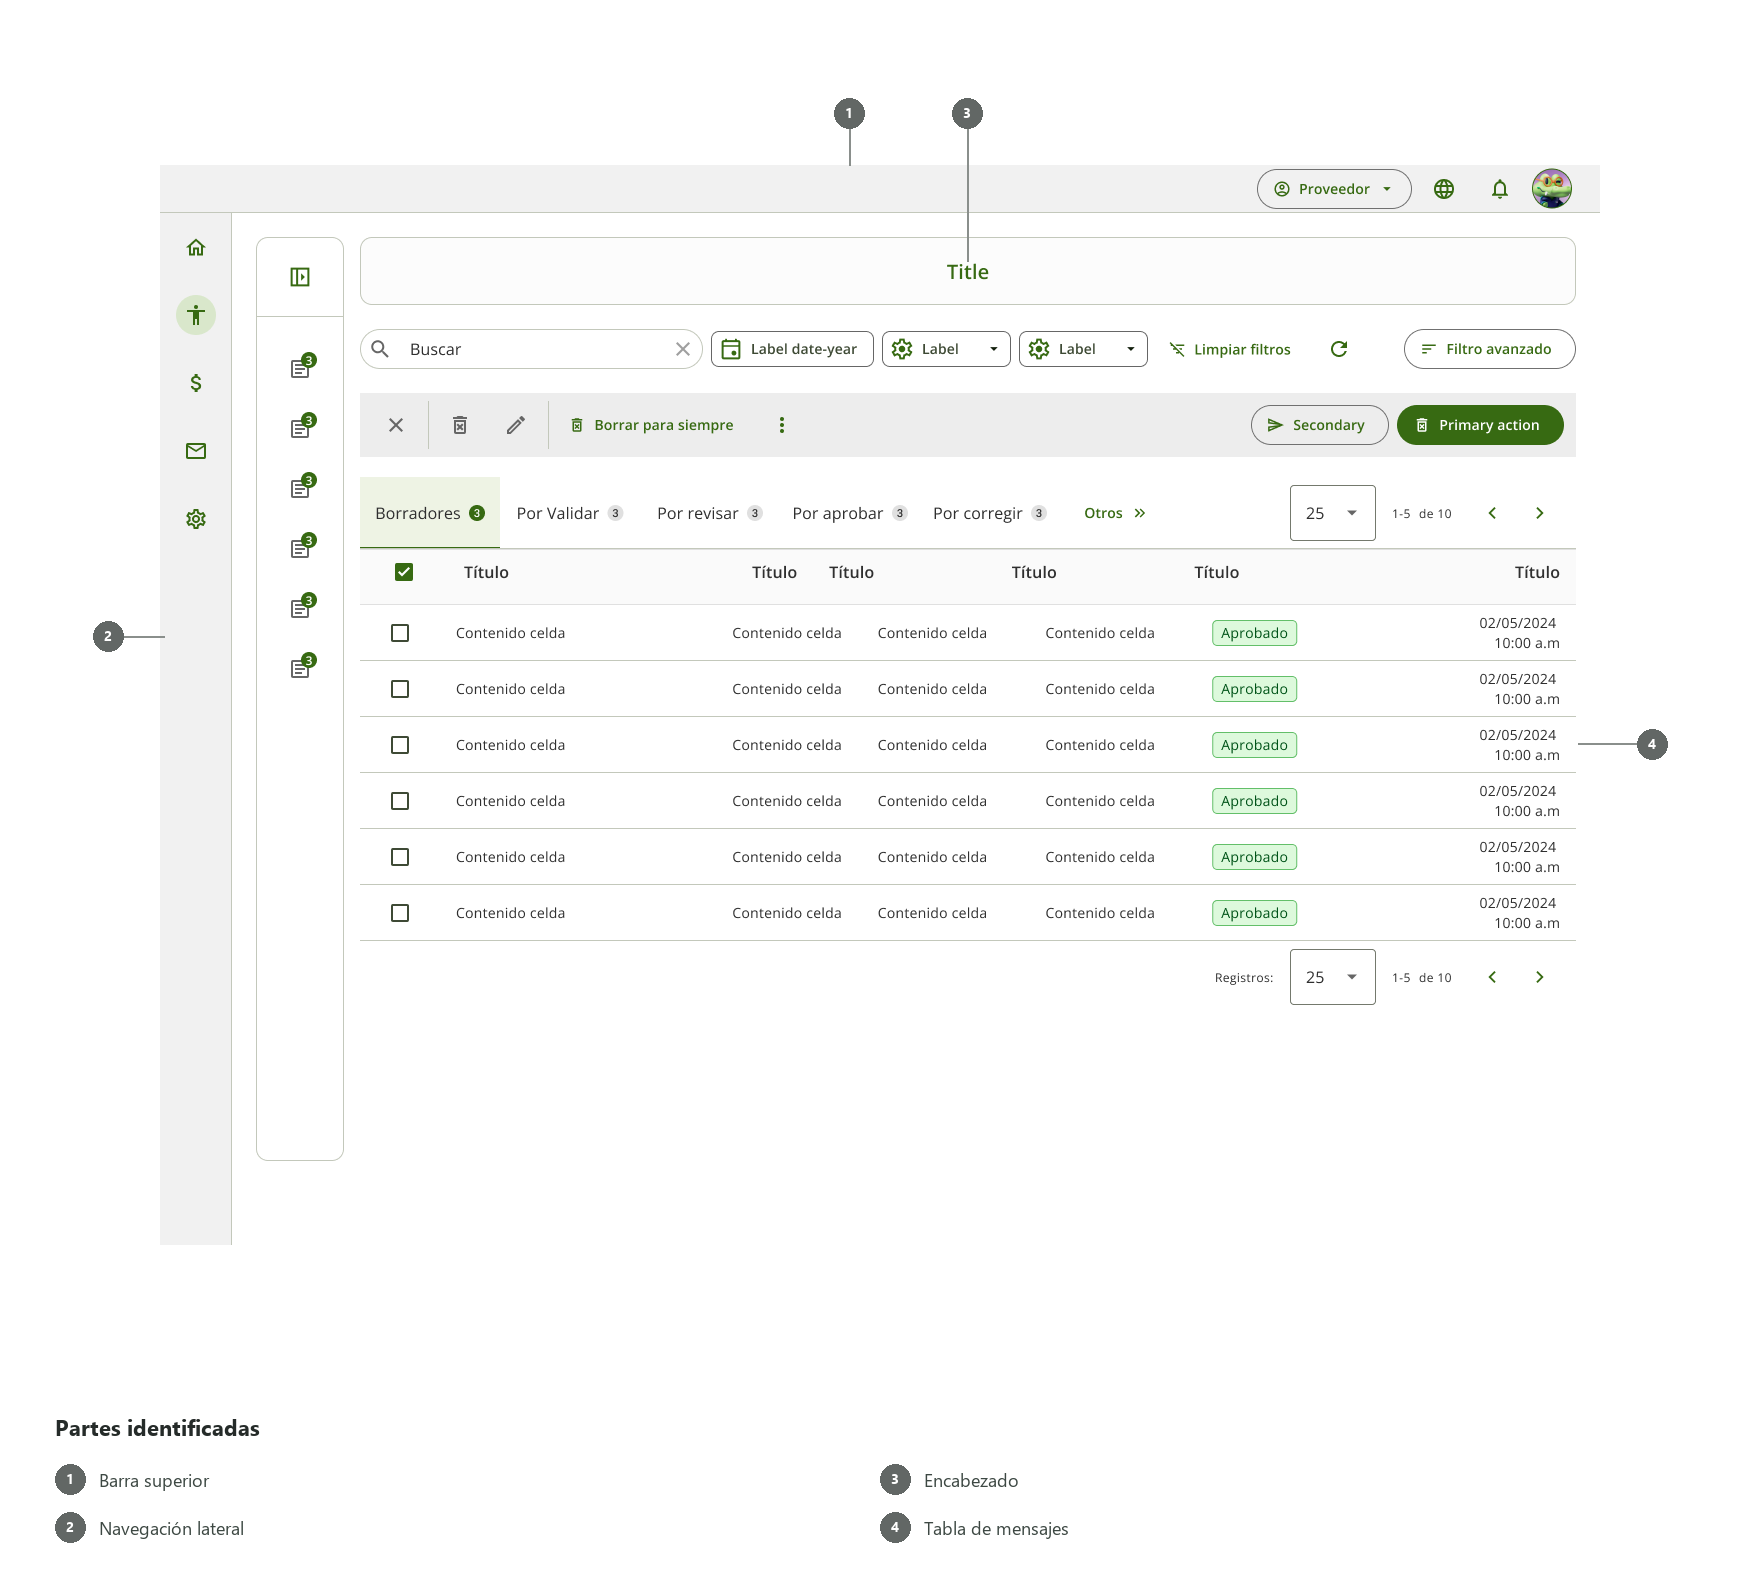 1 3
Proveedor
Title
Buscar Label date-year Label Label Limpiar filtros Filtro avanzado
Borrar para siempre Secondary Primary action
Borradores 3 Por Validar 3 Por revisar 3 Por aprobar 3 Por corregir 3 Otros 25 1-5 de 10
3
3
3
3
3
3
Título Título Título Título Título Título
Contenido celda Contenido celda Contenido celda Contenido celda Aprobado 02/05/2024
10:00 a.m
2
Contenido celda Contenido celda Contenido celda Contenido celda Aprobado 02/05/2024
10:00 a.m
Contenido celda Contenido celda Contenido celda Contenido celda Aprobado 02/05/2024
10:00 a.m
4
Contenido celda Contenido celda Contenido celda Contenido celda Aprobado 02/05/2024
10:00 a.m
Contenido celda Contenido celda Contenido celda Contenido celda Aprobado 02/05/2024
10:00 a.m
Contenido celda Contenido celda Contenido celda Contenido celda Aprobado 02/05/2024
10:00 a.m
Registros: 25 1-5 de 10
Partes identificadas
1 Barra superior
2 Navegación lateral
3 Encabezado
4 Tabla de mensajes